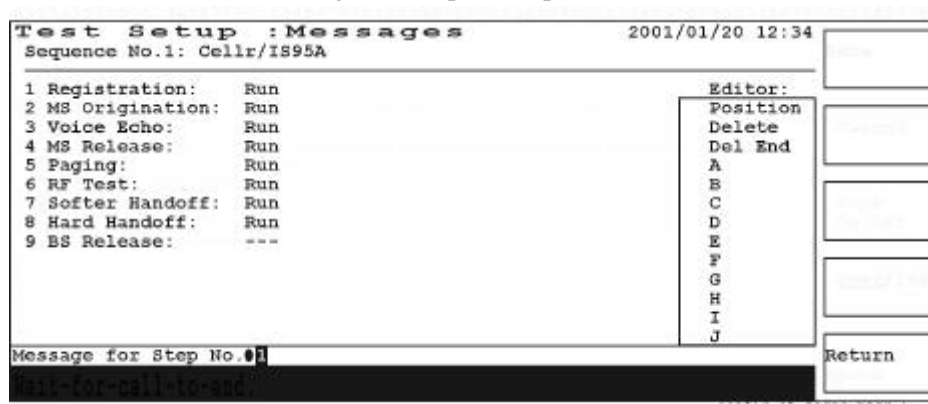 Test Setup :Messages 2001/01/20 12:34
Sequence No.1: Cellr/IS95A
1 Registration: Run
2 MS Origination: Run
3 Voice Echo: Run
4 MS Release: Run
5 Paging: Run
6 RF Test: Run
7 Softer Handoff: Run
8 Hard Handoff: Run
9 BS Release: ---
Editor:
Position
Delete
Del End
A
B
C
D
E
F
G
H
I
J
Message for Step No. 1
Wait-for-call-to-end.
Return